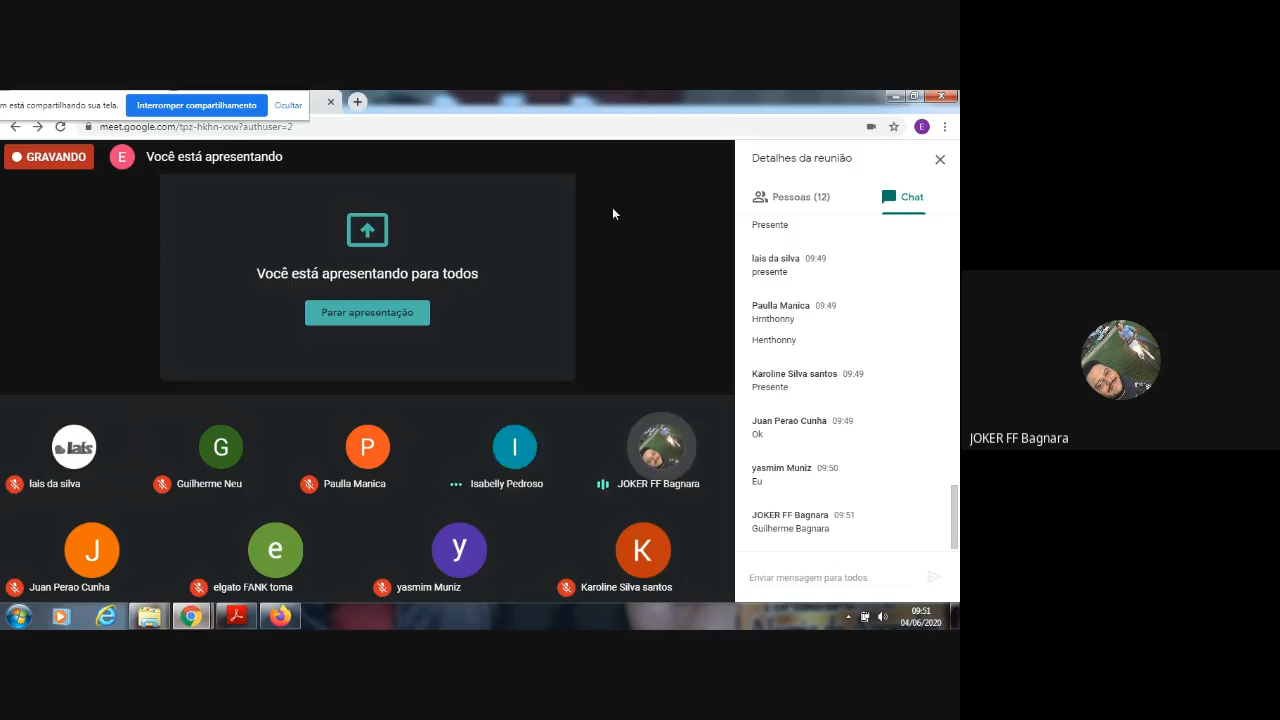 m está compartilhando sua tela. Interromper compartilhamento Ocultar
meet.google.com/tpz-hkhn-xxw?authuser=2
E
GRAVANDO E Você está apresentando
Você está apresentando para todos
Parar apresentação
lais
lais da silva
G
Guilherme Neu
P
Paulla Manica
I
Isabelly Pedroso
JOKER FF Bagnara
J
Juan Perao Cunha
e
elgato FANK toma
y
yasmim Muniz
K
Karoline Silva santos
Detalhes da reunião
Pessoas (12) Chat
Presente
lais da silva 09:49
presente
Paulla Manica 09:49
Hrnthonny
Henthonny
Karoline Silva santos 09:49
Presente
Juan Perao Cunha 09:49
Ok
yasmim Muniz 09:50
Eu
JOKER FF Bagnara 09:51
Guilherme Bagnara
Enviar mensagem para todos
09:51
04/06/2020
JOKER FF Bagnara